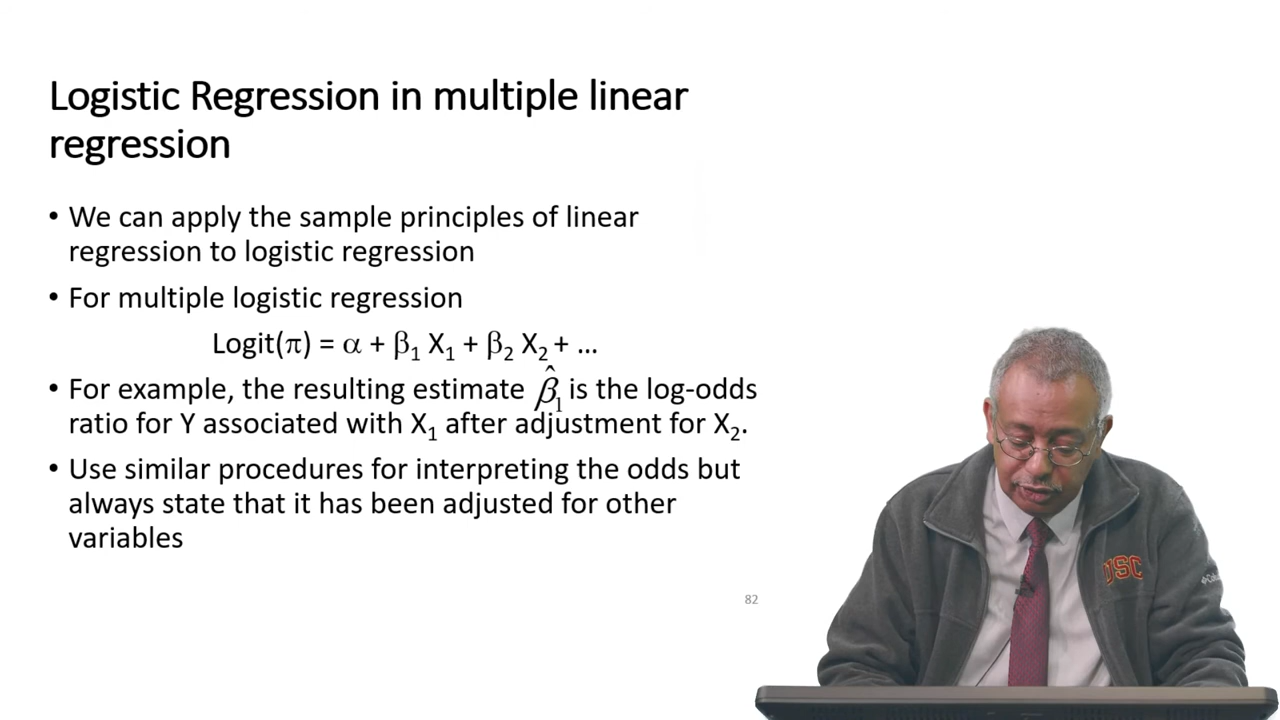 Logistic Regression in multiple linear
regression
• We can apply the sample principles of linear
regression to logistic regression
• For multiple logistic regression
Logit(π) = α + β₁ X₁ + β₂ X₂ + ...
• For example, the resulting estimate β̂₁ is the log-odds
ratio for Y associated with X₁ after adjustment for X₂.
• Use similar procedures for interpreting the odds but
always state that it has been adjusted for other
variables
82
USC